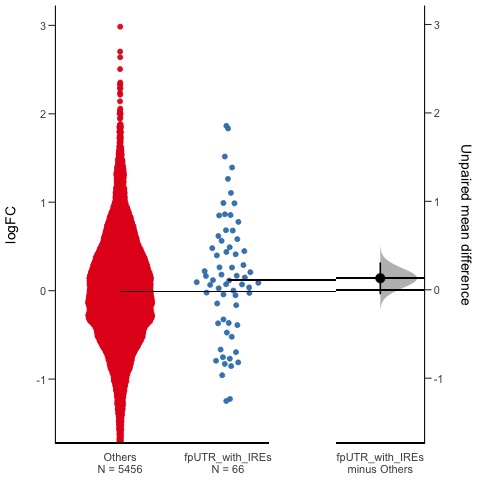 3
2
1
0
-1
logFC
Others
N = 5456
fpUTR_with_IREs
N = 66
3
2
1
0
-1
Unpaired mean difference
fpUTR_with_IREs
minus Others